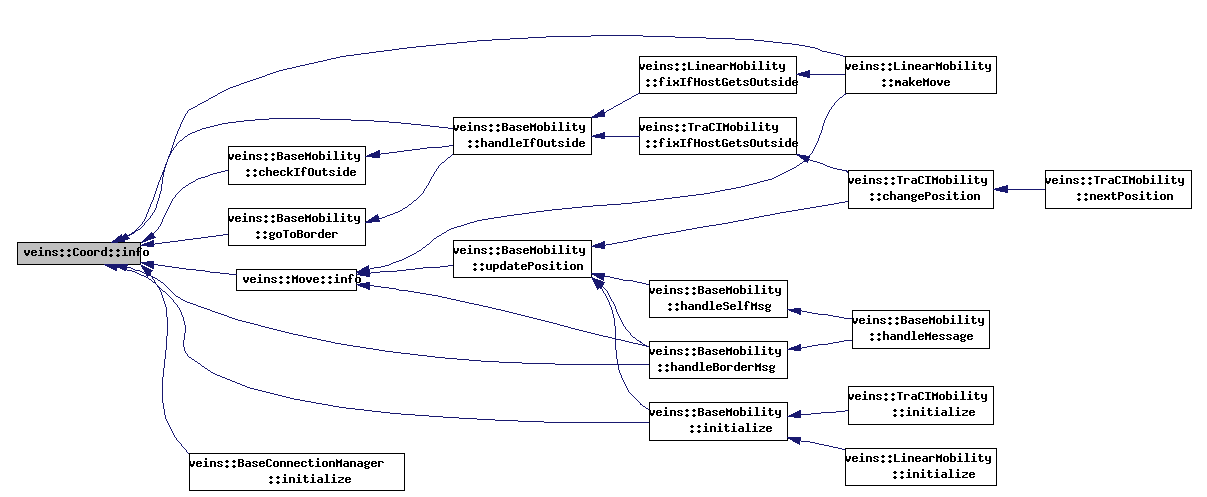 veins::LinearMobility
::fixIfHostGetsOutside
veins::LinearMobility
::makeMove
veins::BaseMobility
::handleIfOutside
veins::TraCIMobility
::fixIfHostGetsOutside
veins::BaseMobility
::checkIfOutside
veins::TraCIMobility
::changePosition
veins::TraCIMobility
::nextPosition
veins::BaseMobility
::goToBorder
veins::Coord::info
veins::BaseMobility
::updatePosition
veins::Move::info
veins::BaseMobility
::handleSelfMsg
veins::BaseMobility
::handleMessage
veins::BaseMobility
::handleBorderMsg
veins::TraCIMobility
::initialize
veins::BaseMobility
::initialize
veins::LinearMobility
::initialize
veins::BaseConnectionManager
::initialize